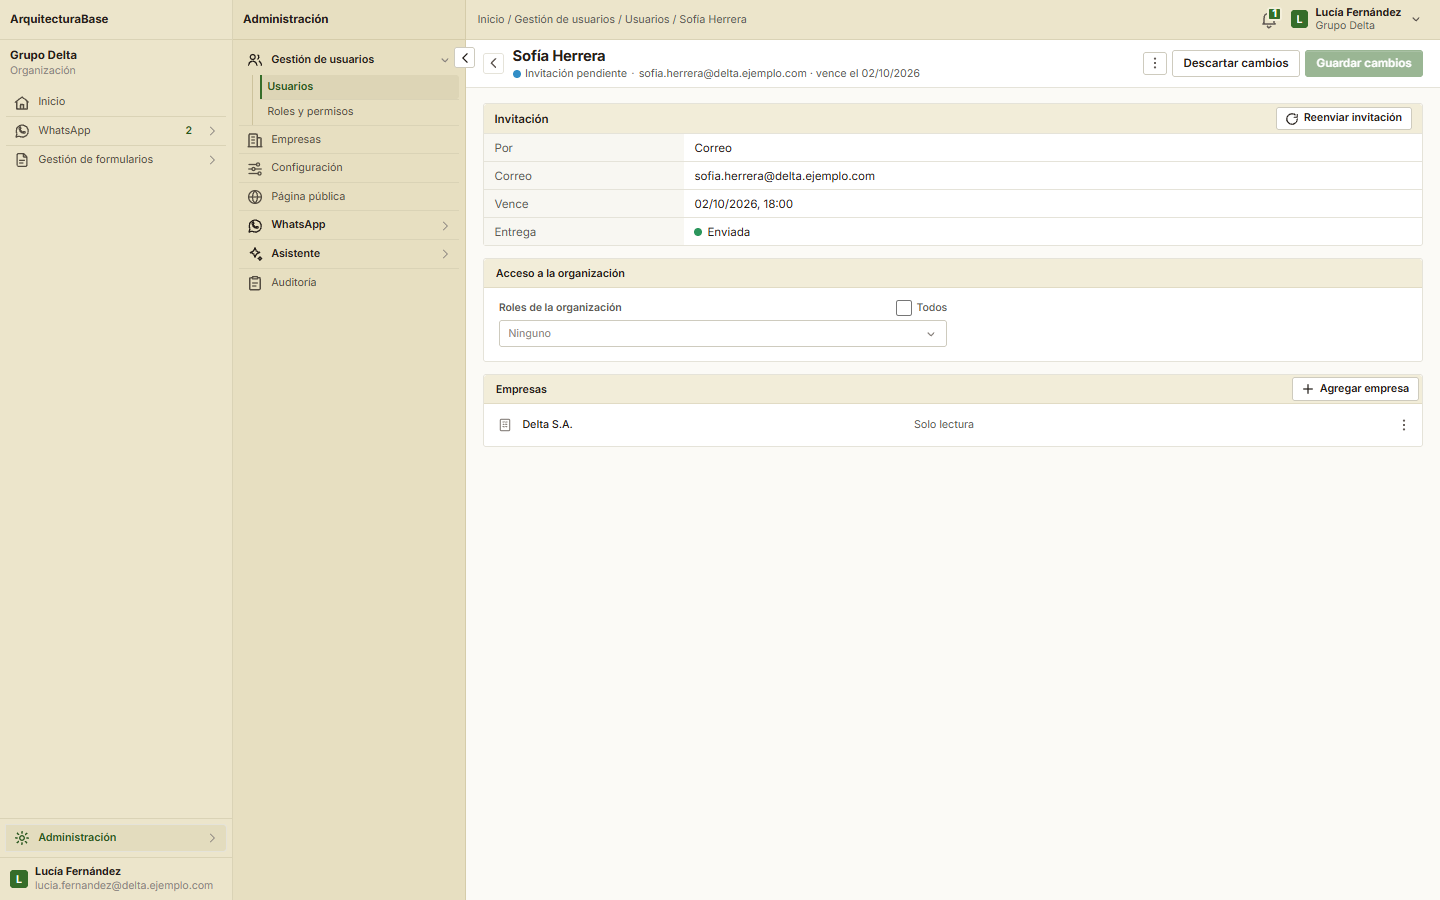 ArquitecturaBase
Grupo Delta
Organización
Inicio
WhatsApp 2
Gestión de formularios
Administración
Lucía Fernández
lucia.fernandez@delta.ejemplo.com
Administración
Gestión de usuarios
Usuarios
Roles y permisos
Empresas
Configuración
Página pública
WhatsApp
Asistente
Auditoría
Inicio / Gestión de usuarios / Usuarios / Sofía Herrera
1
L
Lucía Fernández
Grupo Delta
Sofía Herrera
Invitación pendiente · sofia.herrera@delta.ejemplo.com · vence el 02/10/2026
Descartar cambios
Guardar cambios
Invitación
Reenviar invitación
Por Correo
Correo sofia.herrera@delta.ejemplo.com
Vence 02/10/2026, 18:00
Entrega Enviada
Acceso a la organización
Roles de la organización Todos
Ninguno
Empresas
Agregar empresa
Delta S.A. Solo lectura
L